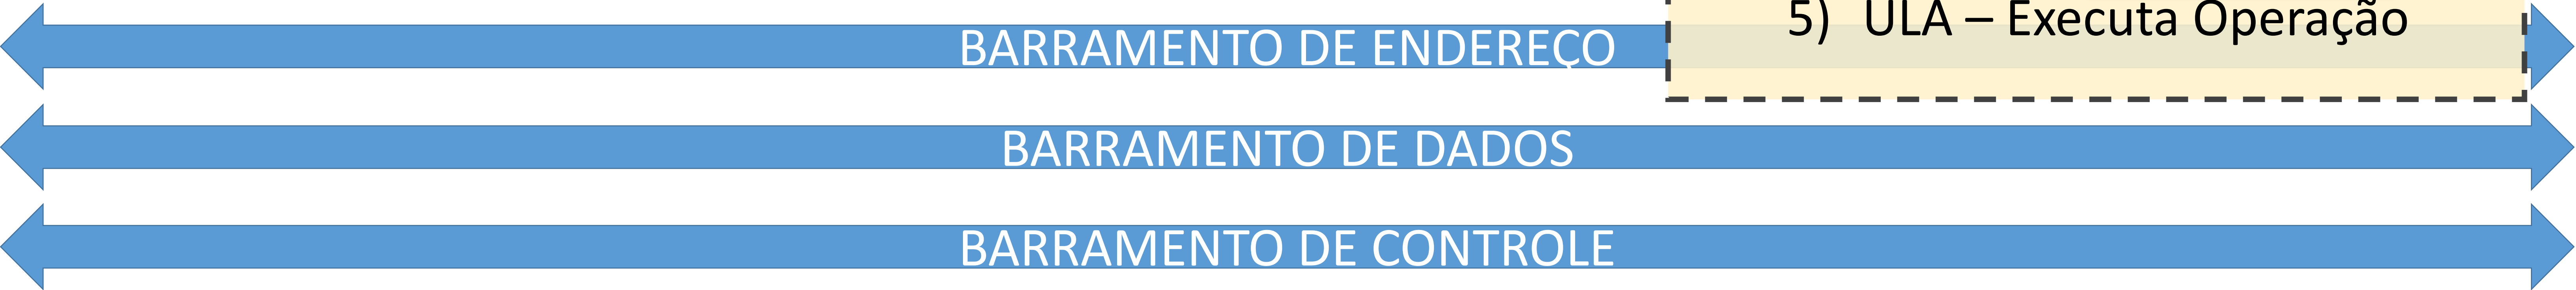 5) ULA – Executa Operação
BARRAMENTO DE ENDEREÇO
BARRAMENTO DE DADOS
BARRAMENTO DE CONTROLE